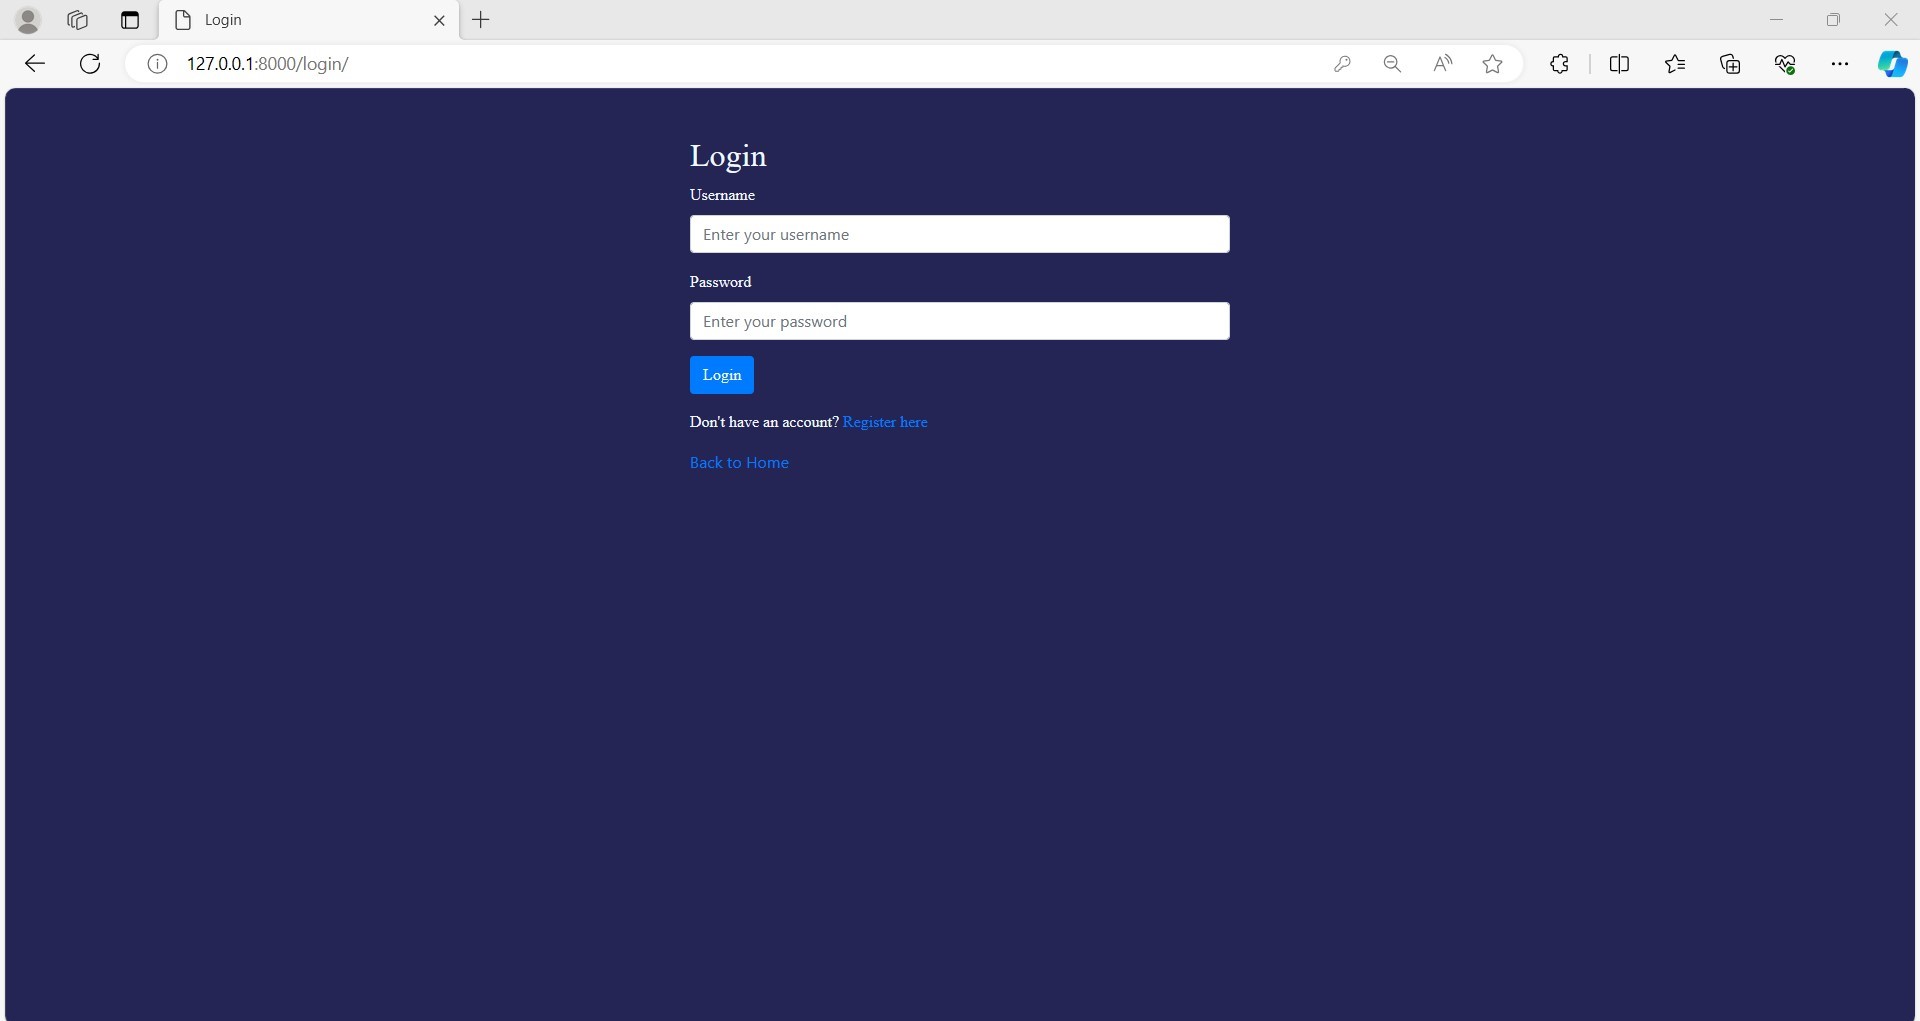 Login
127.0.0.1:8000/login/
Login
Username
Enter your username
Password
Enter your password
Login
Don't have an account? Register here
Back to Home